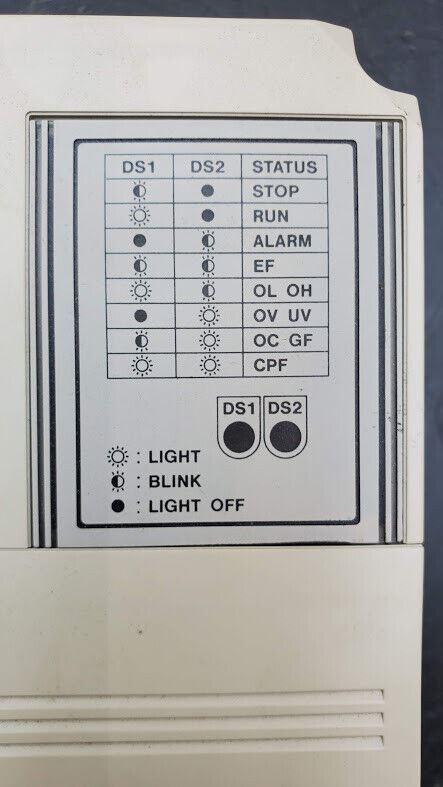 DS1 DS2 STATUS
STOP
RUN
ALARM
EF
OL OH
OV UV
OC GF
CPF
DS1 DS2
: LIGHT
: BLINK
: LIGHT OFF